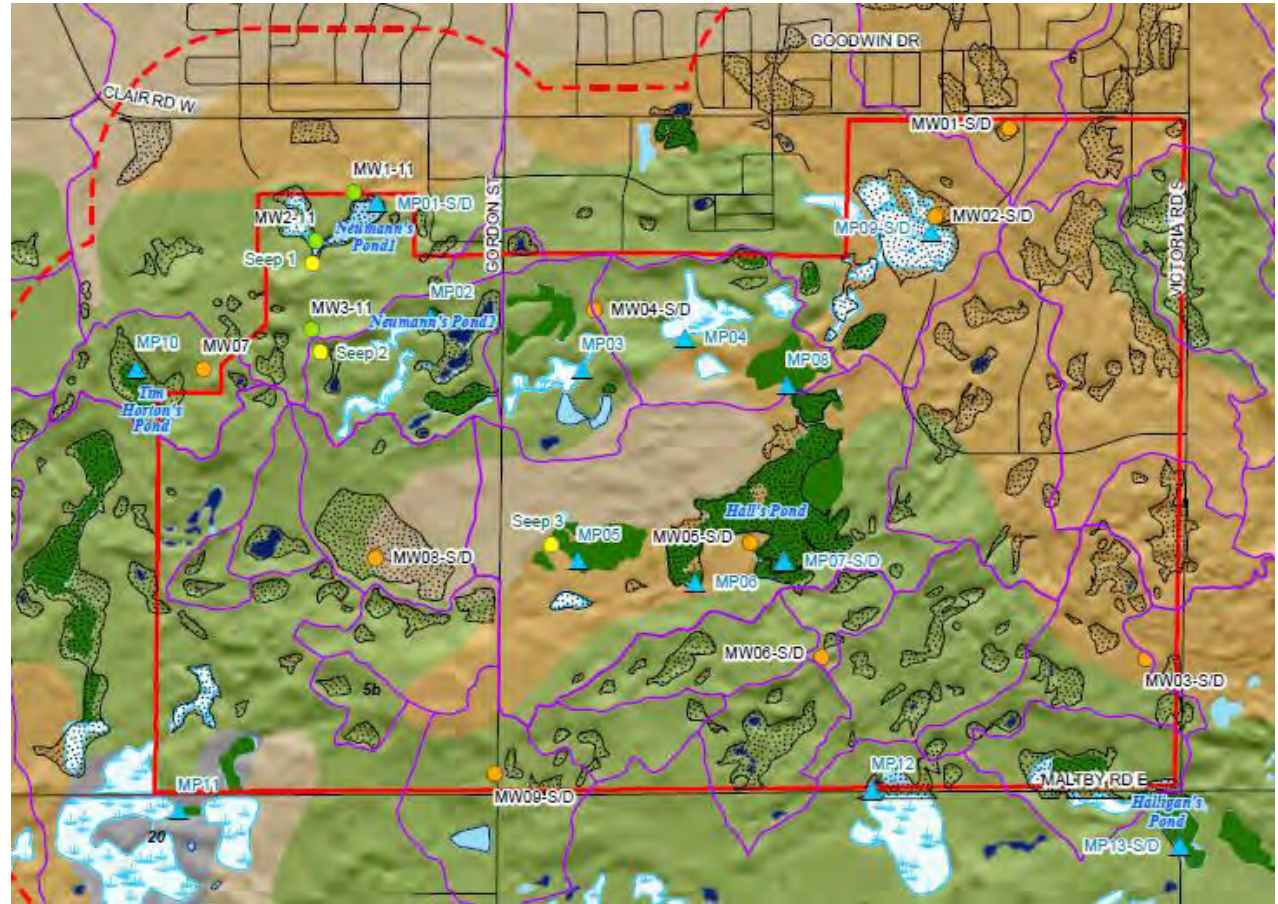 GOODWIN DR
6
CLAIR RD W
MW01-S/D
MW1-11
MP01-S/D
MW2-11
Neumann's
Pond1
Seep 1
GORDON ST
MW02-S/D
MP09-S/D
VICTORIA RD S
MP02
Neumann's Pond2
MW3-11
MW04-S/D
MP04
Seep 2
MP03
MP08
MP10
MW07
Tim
Horton's
Pond
Hall's Pond
Seep 3
MP05
MW05-S/D
MW08-S/D
MP07-S/D
MP06
MW06-S/D
MW03-S/D
5b
MP12
MALTBY RD E
MP11
MW09-S/D
Halligan's
Pond
20
MP13-S/D